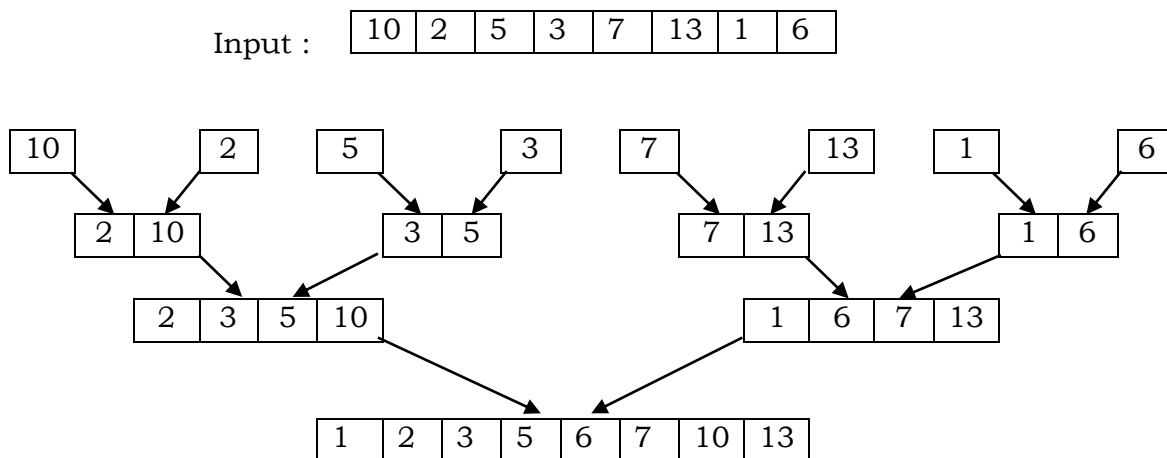 Input : 10 2 5 3 7 13 1 6
10 2 5 3 7 13 1 6
2 10 3 5 7 13 1 6
2 3 5 10 1 6 7 13
1 2 3 5 6 7 10 13